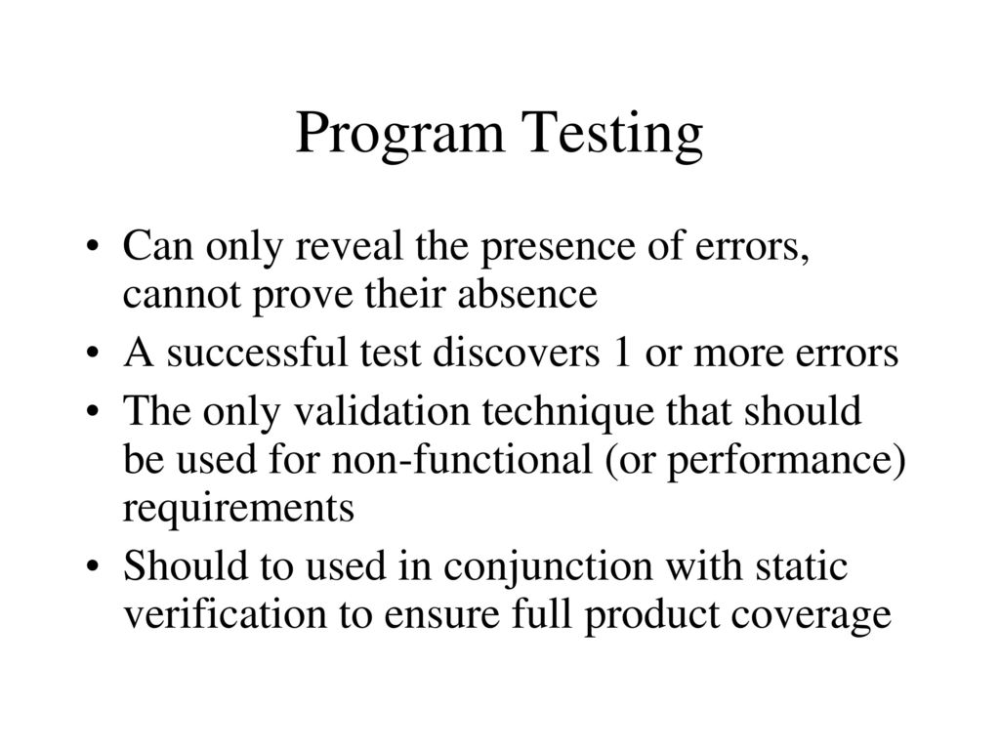 Program Testing
• Can only reveal the presence of errors,
cannot prove their absence
• A successful test discovers 1 or more errors
• The only validation technique that should
be used for non-functional (or performance)
requirements
• Should to used in conjunction with static
verification to ensure full product coverage